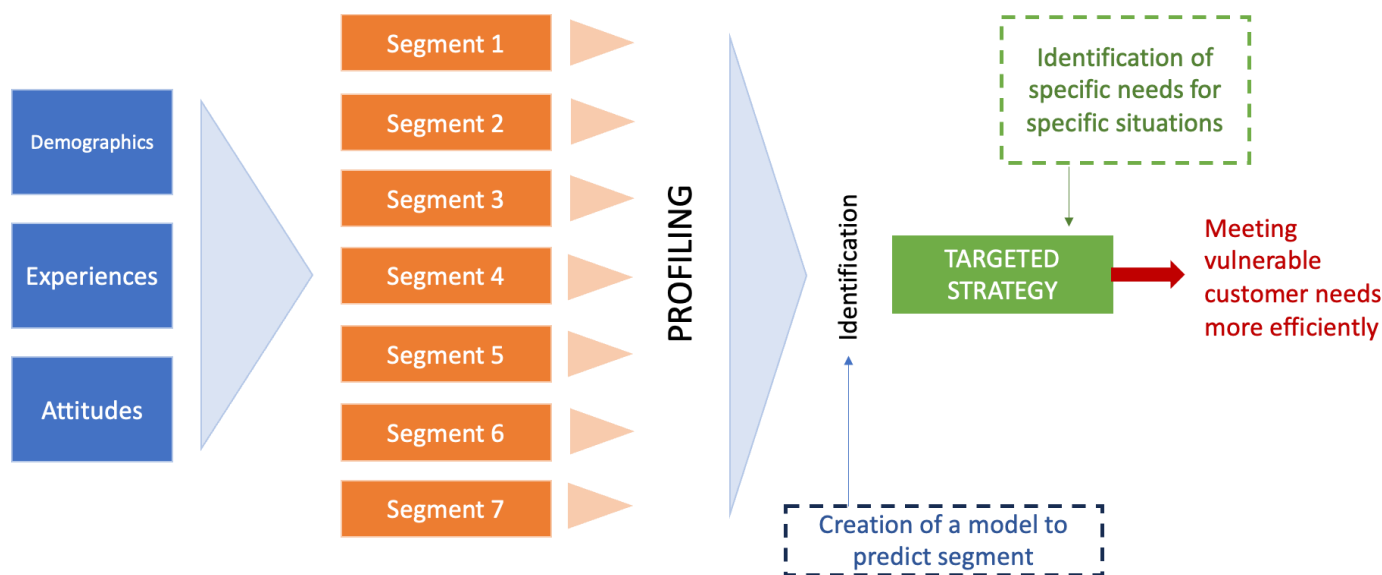 Demographics
Experiences
Attitudes
Segment 1
Segment 2
Segment 3
Segment 4
Segment 5
Segment 6
Segment 7
PROFILING
Identification
Creation of a model to
predict segment
Identification of
specific needs for
specific situations
TARGETED
STRATEGY
Meeting
vulnerable
customer needs
more efficiently